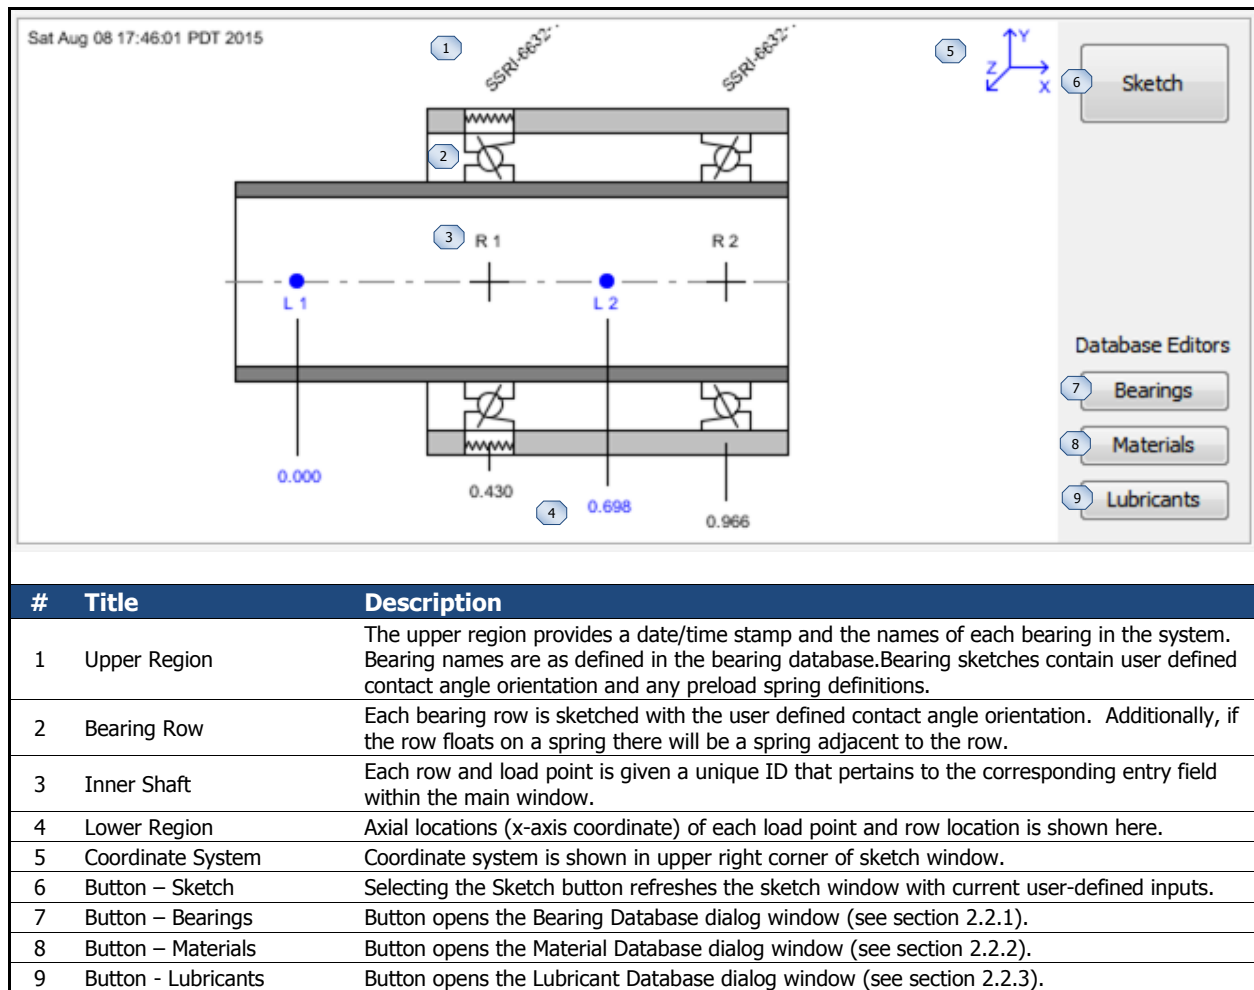 Sat Aug 08 17:46:01 PDT 2015
1
SSRI-6632-
SSRI-6632-
5
Y
Z
X
6
Sketch
2
3
R 1
R 2
L 1
L 2
Database Editors
7
Bearings
8
Materials
9
Lubricants
0.000
0.430
4
0.698
0.966
# Title Description
1 Upper Region The upper region provides a date/time stamp and the names of each bearing in the system.
Bearing names are as defined in the bearing database.Bearing sketches contain user defined
contact angle orientation and any preload spring definitions.
2 Bearing Row Each bearing row is sketched with the user defined contact angle orientation. Additionally, if
the row floats on a spring there will be a spring adjacent to the row.
3 Inner Shaft Each row and load point is given a unique ID that pertains to the corresponding entry field
within the main window.
4 Lower Region Axial locations (x-axis coordinate) of each load point and row location is shown here.
5 Coordinate System Coordinate system is shown in upper right corner of sketch window.
6 Button – Sketch Selecting the Sketch button refreshes the sketch window with current user-defined inputs.
7 Button – Bearings Button opens the Bearing Database dialog window (see section 2.2.1).
8 Button – Materials Button opens the Material Database dialog window (see section 2.2.2).
9 Button - Lubricants Button opens the Lubricant Database dialog window (see section 2.2.3).